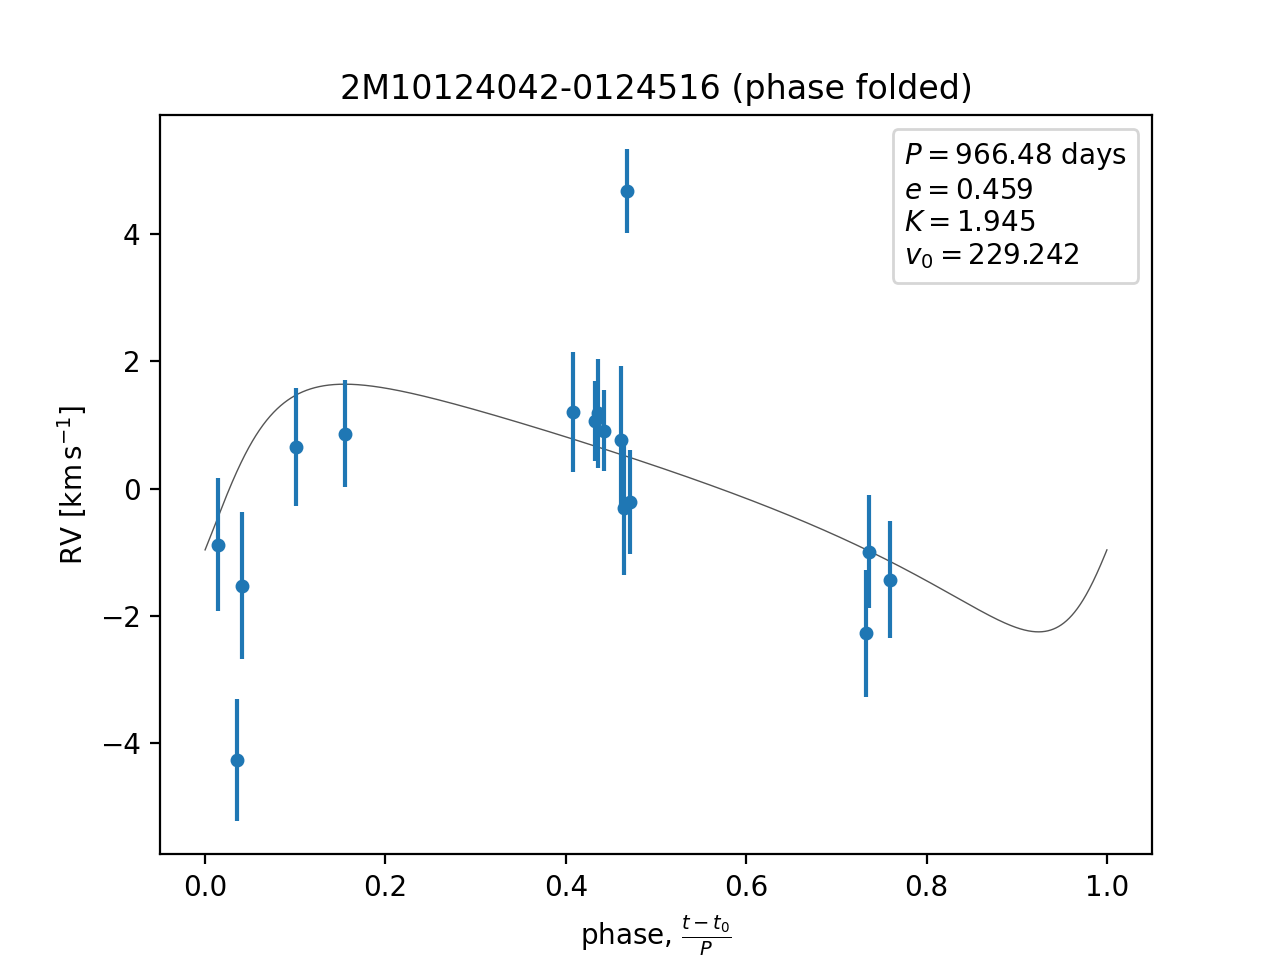 2M10124042-0124516 (phase folded)
P = 966.48 days
e = 0.459
K = 1.945
v₀ = 229.242
4
2
0
−2
−4
RV [km s⁻¹]
0.0 0.2 0.4 0.6 0.8 1.0
phase, (t − t₀)/P